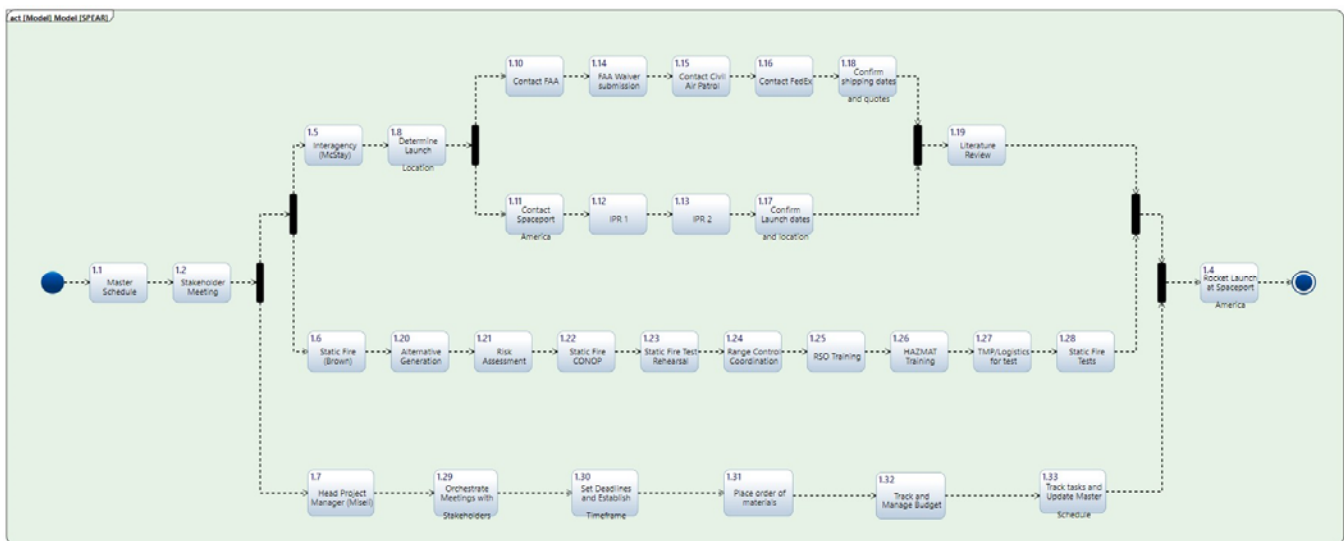 act [Model] Model [SPEAR]
1.10
Contact FAA
1.14
FAA Waiver
submission
1.15
Contact Civil
Air Patrol
1.16
Contact FedEx
1.18
Confirm
shipping dates
and quotes
1.5
Interagency
(McStay)
1.8
Determine
Launch
Location
1.19
Literature
Review
1.11
Contact
Spaceport
America
1.12
IPR 1
1.13
IPR 2
1.17
Confirm
Launch dates
and location
1.1
Master
Schedule
1.2
Stakeholder
Meeting
1.4
Rocket Launch
at Spaceport
America
1.6
Static Fire
(Brown)
1.20
Alternative
Generation
1.21
Risk
Assessment
1.22
Static Fire
CONOP
1.23
Static Fire Test
Rehearsal
1.24
Range Control
Coordination
1.25
RSO Training
1.26
HAZMAT
Training
1.27
TMP/Logistics
for test
1.28
Static Fire
Tests
1.7
Head Project
Manager (Miseli)
1.29
Orchestrate
Meetings with
Stakeholders
1.30
Set Deadlines
and Establish
Timeframe
1.31
Place order of
materials
1.32
Track and
Manage Budget
1.33
Track tasks and
Update Master
Schedule